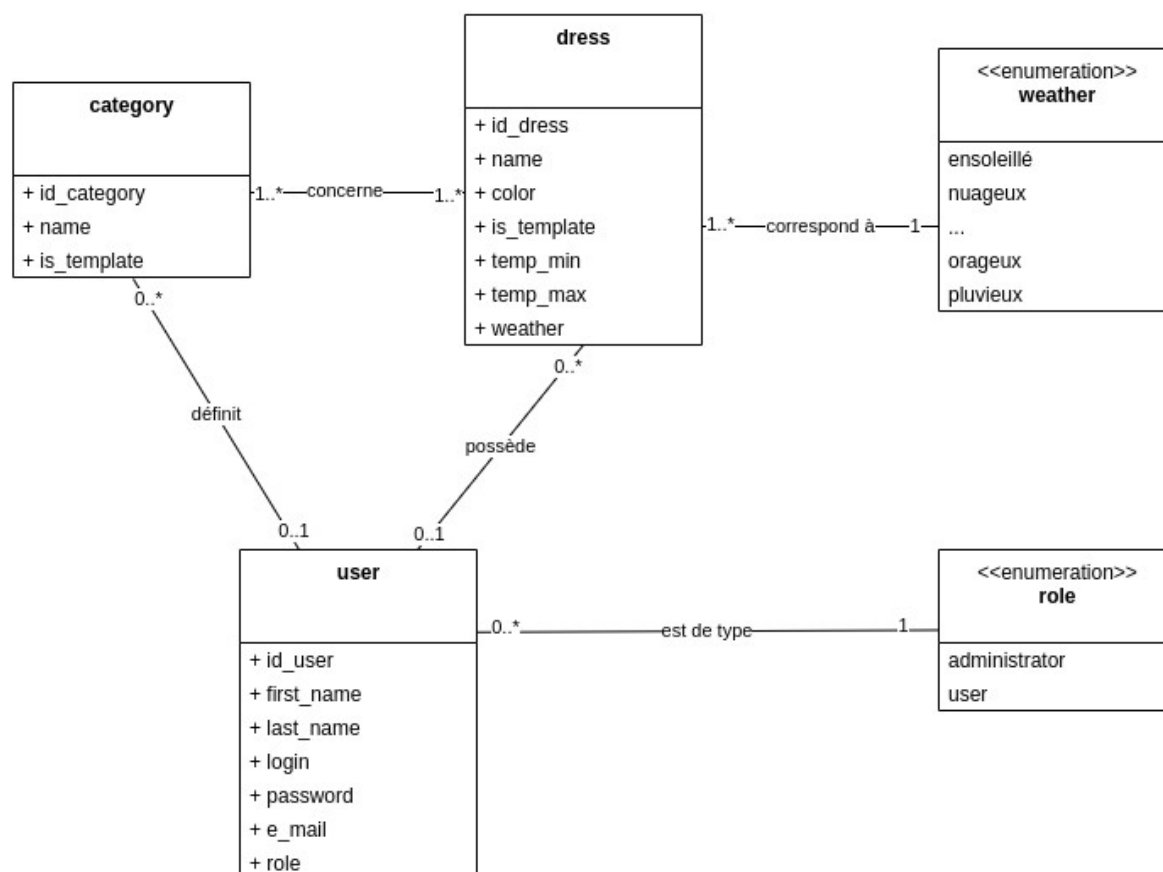 category
+ id_category
+ name
+ is_template
1..*
concerne
1..*
dress
+ id_dress
+ name
+ color
+ is_template
+ temp_min
+ temp_max
+ weather
1..*
correspond à
1
<<enumeration>>
weather
ensoleillé
nuageux
...
orageux
pluvieux
0..*
définit
0..1
0..*
possède
0..1
user
+ id_user
+ first_name
+ last_name
+ login
+ password
+ e_mail
+ role
0..*
est de type
1
<<enumeration>>
role
administrator
user